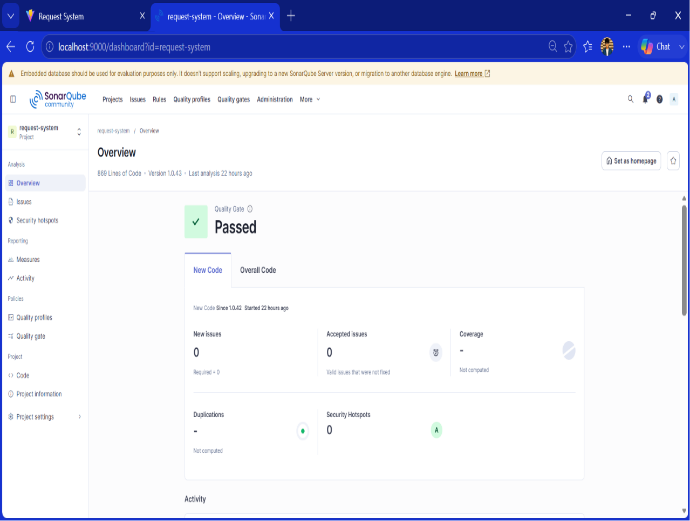 Request System
request-system - Overview - Sona
localhost:9000/dashboard?id=request-system
Chat
Embedded database should be used for evaluation purposes only. It doesn't support scaling, upgrading to a new SonarQube Server version, or migration to another database engine. Learn more
SonarQube community
Projects Issues Rules Quality profiles Quality gates Administration More
A
R request-system
Project
request-system / Overview
Overview
Set as homepage
889 Lines of Code • Version 1.0.43 • Last analysis 22 hours ago
Analysis
Overview
Issues
Security hotspots
Reporting
Measures
Activity
Policies
Quality profiles
Quality gate
Project
Code
Project information
Project settings
Quality Gate
Passed
New Code Overall Code
New Code: Since 1.0.42 Started 22 hours ago
New issues
0
Required = 0
Accepted issues
0
Valid issues that were not fixed
Coverage
-
Not computed
Duplications
-
Not computed
Security Hotspots
0
A
Activity